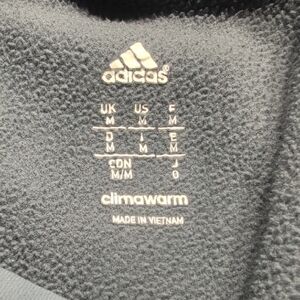 adidas®
UK US F
M M M
D I E
M M M
CDN J
M/M O
climawarm
MADE IN VIETNAM